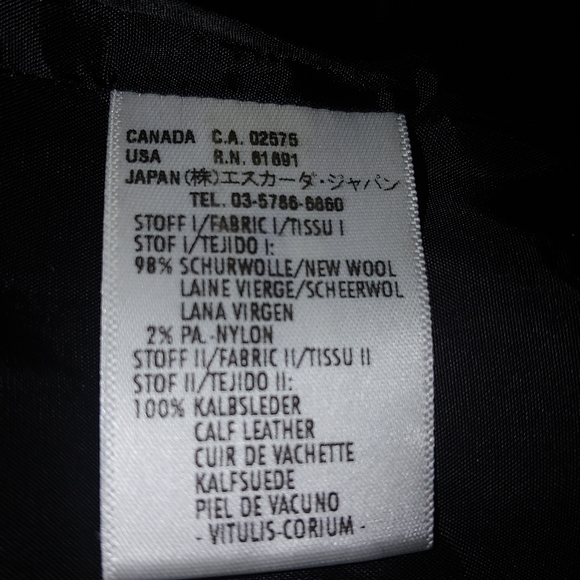 CANADA C.A. 02575
USA R.N. 61691
JAPAN (株)エスカーダ・ジャパン
TEL. 03-5786-6860
STOFF I/FABRIC I/TISSU I
STOF I/TEJIDO I:
98% SCHURWOLLE/NEW WOOL
LAINE VIERGE/SCHEERWOL
LANA VIRGEN
2% PA.-NYLON
STOFF II/FABRIC II/TISSU II
STOF II/TEJIDO II:
100% KALBSLEDER
CALF LEATHER
CUIR DE VACHETTE
KALFSUEDE
PIEL DE VACUNO
- VITULIS-CORIUM -